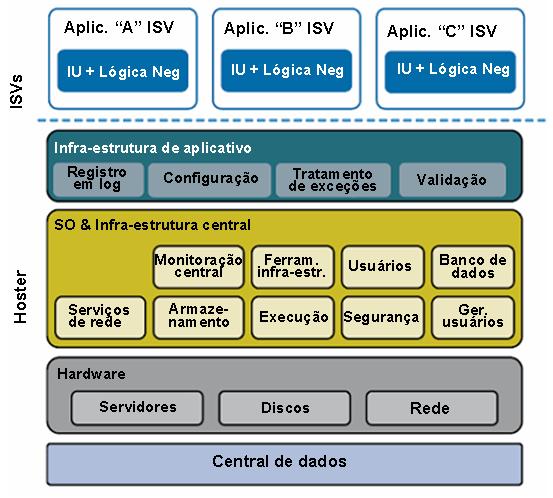 Aplic. “A” ISV
Aplic. “B” ISV
Aplic. “C” ISV
IU + Lógica Neg
IU + Lógica Neg
IU + Lógica Neg
ISVs
Infra-estrutura de aplicativo
Registro
em log
Configuração
Tratamento
de exceções
Validação
SO & Infra-estrutura central
Monitoração
central
Ferram.
infra-estr.
Usuários
Banco de
dados
Serviços
de rede
Armaze-
namento
Execução
Segurança
Ger.
usuários
Hoster
Hardware
Servidores
Discos
Rede
Central de dados